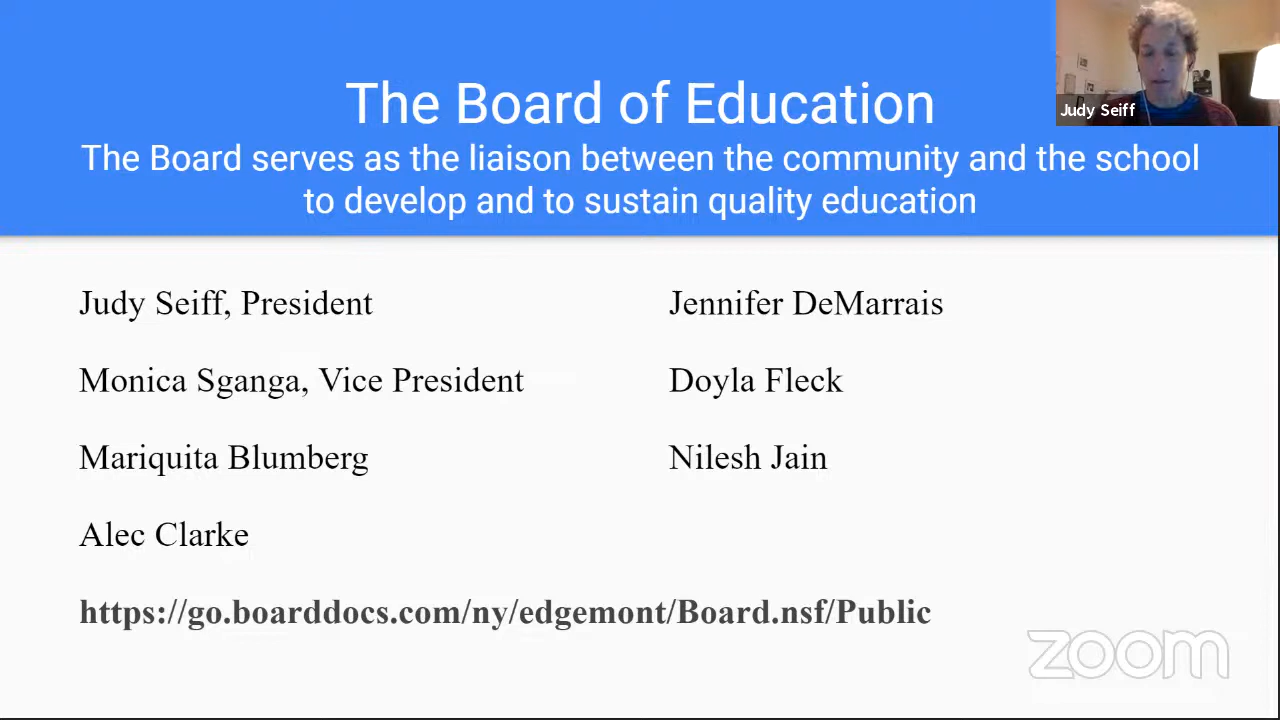 The Board of Education
The Board serves as the liaison between the community and the school
to develop and to sustain quality education
Judy Seiff
Judy Seiff, President
Monica Sganga, Vice President
Mariquita Blumberg
Alec Clarke
Jennifer DeMarrais
Doyla Fleck
Nilesh Jain
https://go.boarddocs.com/ny/edgemont/Board.nsf/Public
zoom